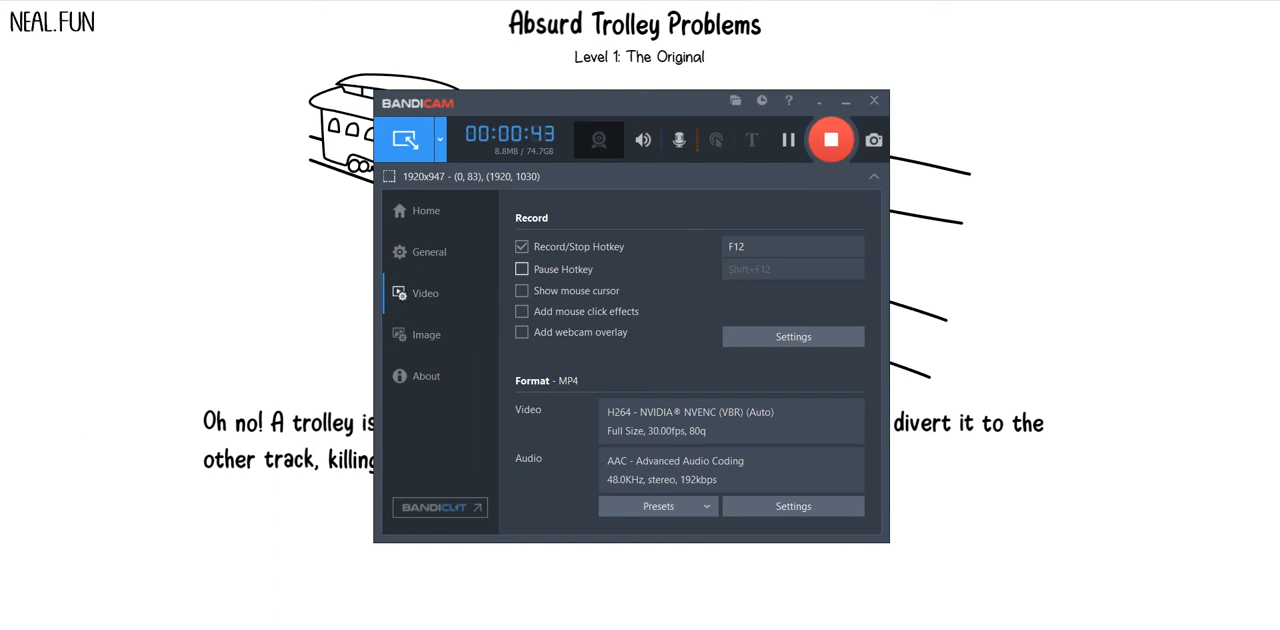 NEAL.FUN
Absurd Trolley Problems
Level 1: The Original
BANDICAM
?
00:00:43
8.8MB / 74.7GB
T
1920x947 - (0, 83), (1920, 1030)
Home
General
Video
Image
About
BANDICUT
Record
Record/Stop Hotkey
F12
Pause Hotkey
Shift+F12
Show mouse cursor
Add mouse click effects
Add webcam overlay
Settings
Format - MP4
Video
H264 - NVIDIA® NVENC (VBR) (Auto)
Full Size, 30.00fps, 80q
Audio
AAC - Advanced Audio Coding
48.0KHz, stereo, 192kbps
Presets
Settings
Oh no! A trolley is divert it to the
other track, killing